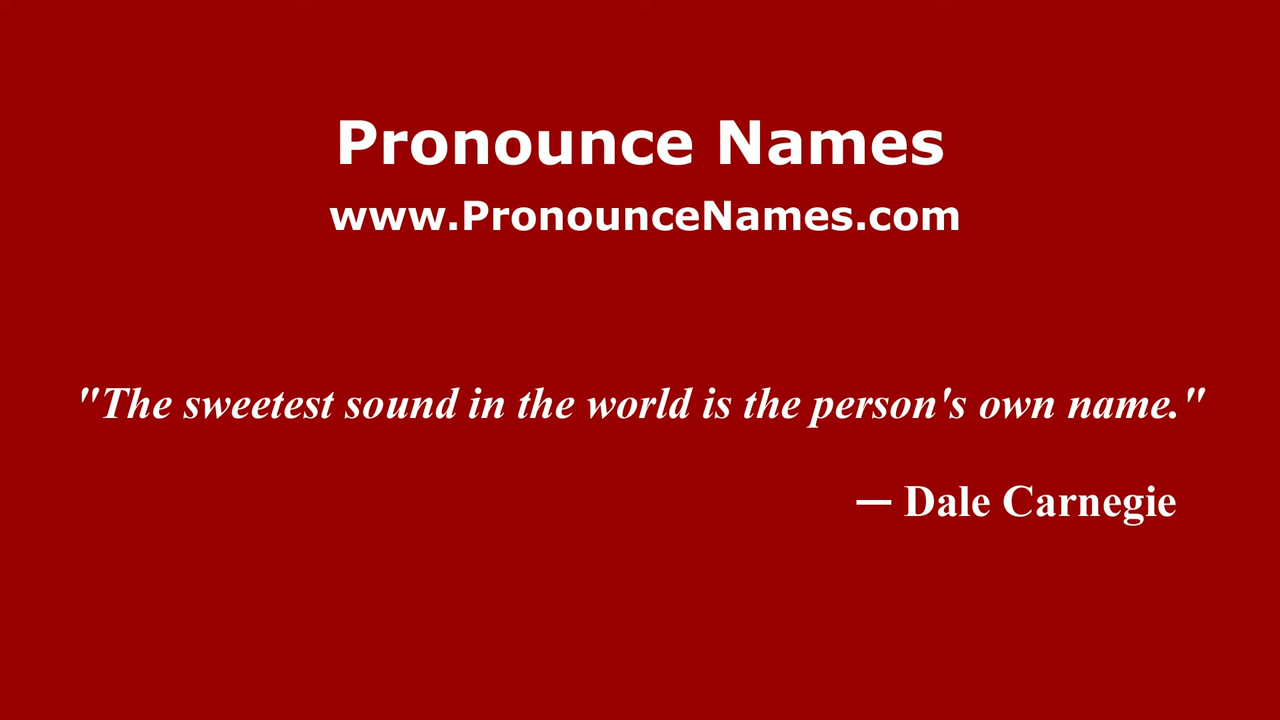 Pronounce Names
www.PronounceNames.com
"The sweetest sound in the world is the person's own name."
— Dale Carnegie